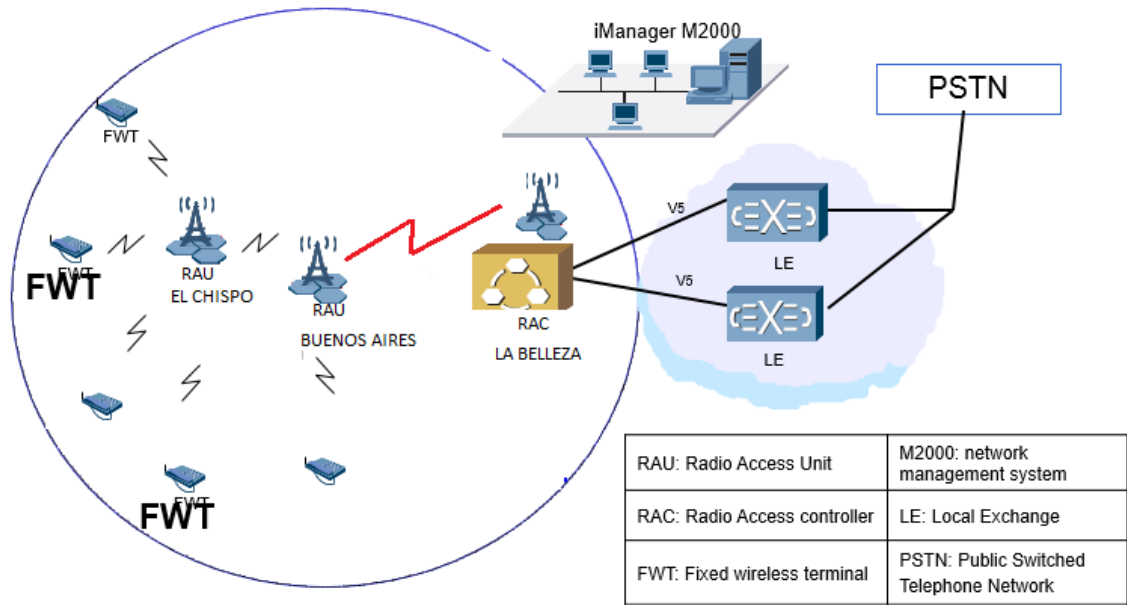 iManager M2000
PSTN
FWT
FWT
FWT
RAU
EL CHISPO
RAU
BUENOS AIRES
RAC
LA BELLEZA
V5
V5
LE
LE
FWT
FWT
RAU: Radio Access Unit
M2000: network
management system
RAC: Radio Access controller
LE: Local Exchange
FWT: Fixed wireless terminal
PSTN: Public Switched
Telephone Network